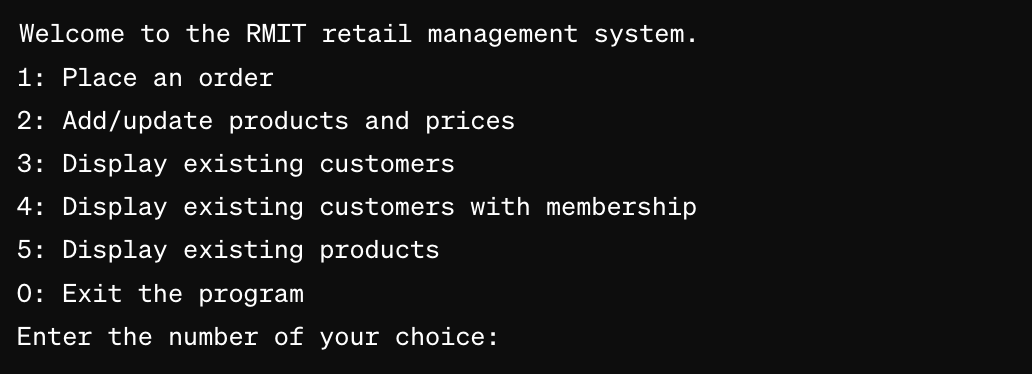 Welcome to the RMIT retail management system.
1: Place an order
2: Add/update products and prices
3: Display existing customers
4: Display existing customers with membership
5: Display existing products
0: Exit the program
Enter the number of your choice: